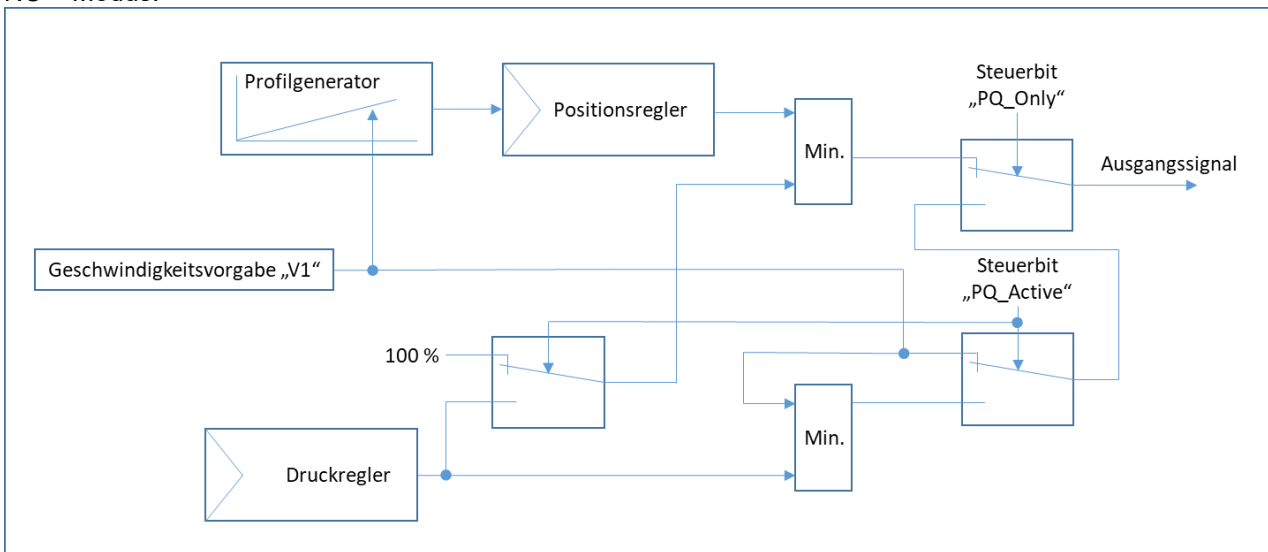 Profilgenerator
Positionsregler
Steuerbit
„PQ_Only“
Min.
Ausgangssignal
Geschwindigkeitsvorgabe „V1“
Steuerbit
„PQ_Active“
100 %
Min.
Druckregler